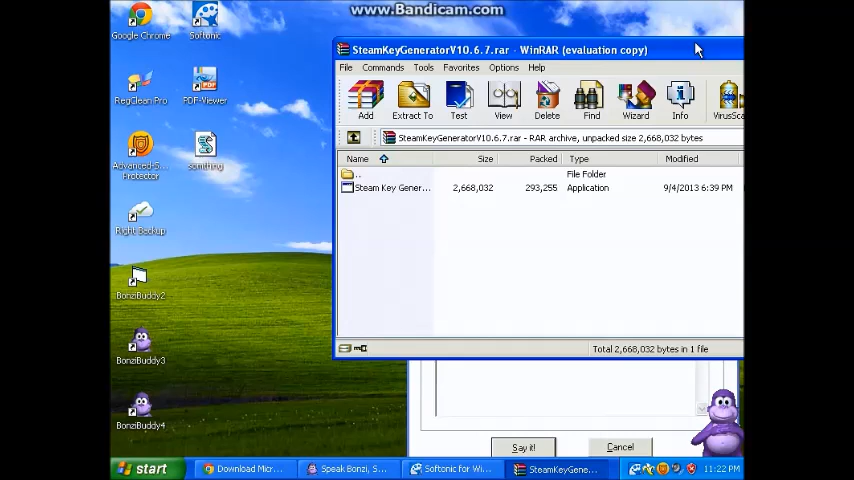 www.Bandicam.com
Google Chrome
Softonic
RegClean Pro
PDF-Viewer
Advanced-S...
Protector
somthing
Right Backup
BonziBuddy2
BonziBuddy3
BonziBuddy4
SteamKeyGeneratorV10.6.7.rar - WinRAR (evaluation copy)
File Commands Tools Favorites Options Help
Add Extract To Test View Delete Find Wizard Info VirusSca
SteamKeyGeneratorV10.6.7.rar - RAR archive, unpacked size 2,668,032 bytes
Name Size Packed Type Modified
.. File Folder
Steam Key Gener... 2,668,032 293,255 Application 9/4/2013 6:39 PM
Total 2,668,032 bytes in 1 file
Say it! Cancel
start Download Micr... Speak Bonzi, S... Softonic for Wi... SteamKeyGene... 11:22 PM